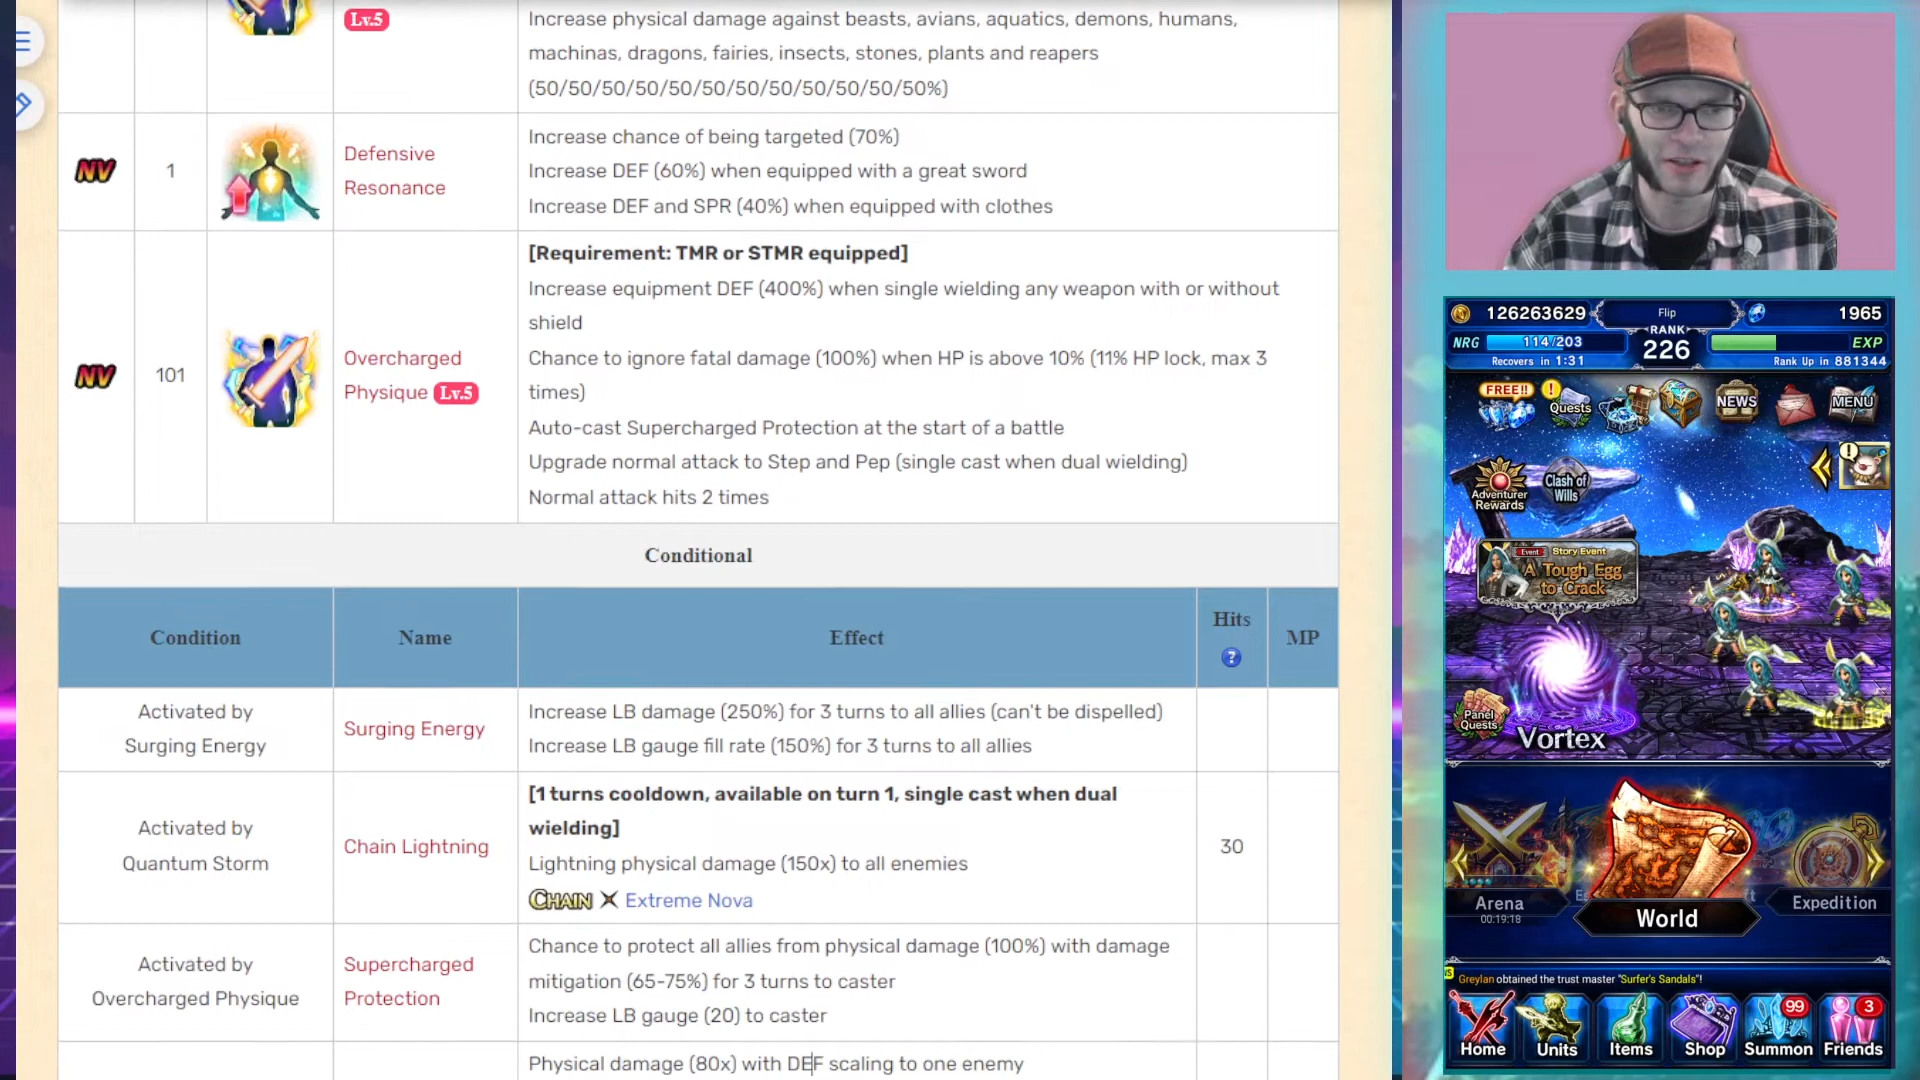 Lv.5
Increase physical damage against beasts, avians, aquatics, demons, humans,
machinas, dragons, fairies, insects, stones, plants and reapers
(50/50/50/50/50/50/50/50/50/50/50/50%)
NV
1
Defensive
Resonance
Increase chance of being targeted (70%)
Increase DEF (60%) when equipped with a great sword
Increase DEF and SPR (40%) when equipped with clothes
NV
101
Overcharged
Physique Lv.5
[Requirement: TMR or STMR equipped]
Increase equipment DEF (400%) when single wielding any weapon with or without
shield
Chance to ignore fatal damage (100%) when HP is above 10% (11% HP lock, max 3
times)
Auto-cast Supercharged Protection at the start of a battle
Upgrade normal attack to Step and Pep (single cast when dual wielding)
Normal attack hits 2 times
Conditional
Condition
Name
Effect
Hits
?
MP
Activated by
Surging Energy
Surging Energy
Increase LB damage (250%) for 3 turns to all allies (can't be dispelled)
Increase LB gauge fill rate (150%) for 3 turns to all allies
Activated by
Quantum Storm
Chain Lightning
[1 turns cooldown, available on turn 1, single cast when dual
wielding]
Lightning physical damage (150x) to all enemies
CHAIN Extreme Nova
30
Activated by
Overcharged Physique
Supercharged
Protection
Chance to protect all allies from physical damage (100%) with damage
mitigation (65-75%) for 3 turns to caster
Increase LB gauge (20) to caster
Physical damage (80x) with DEF scaling to one enemy
126263629
Flip
1965
NRG
114/203
RANK
226
EXP
Recovers in 1:31
Rank Up in 881344
FREE!!
Quests
NEWS
MENU
Adventurer
Rewards
Clash of
Wills
Event
Story Event
A Tough Egg
to Crack
Panel
Quests
Vortex
Arena
00:19:18
World
Expedition
Greylan obtained the trust master "Surfer's Sandals"!
99
3
Home
Units
Items
Shop
Summon
Friends